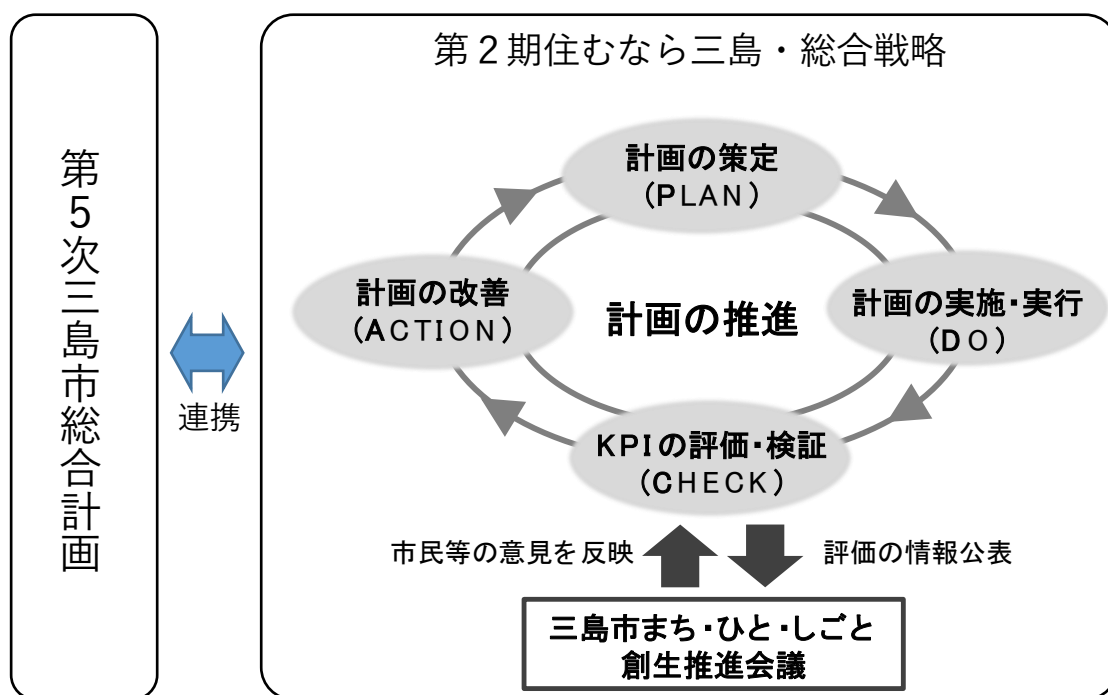 第5次三島市総合計画
連携
第２期住むなら三島・総合戦略
計画の策定
(PLAN)
計画の改善
(ACTION)
計画の推進
計画の実施・実行
(DO)
KPIの評価・検証
(CHECK)
市民等の意見を反映
評価の情報公表
三島市まち・ひと・しごと
創生推進会議